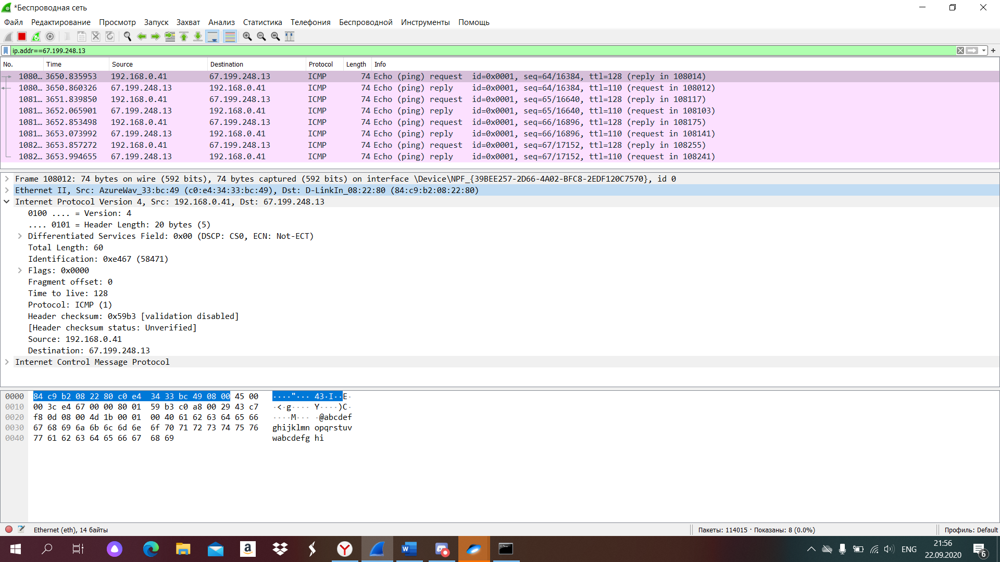 *Беспроводная сеть
Файл Редактирование Просмотр Запуск Захват Анализ Статистика Телефония Беспроводной Инструменты Помощь
ip.addr==67.199.248.13
No. Time Source Destination Protocol Length Info
1080… 3650.835953 192.168.0.41 67.199.248.13 ICMP 74 Echo (ping) request id=0x0001, seq=64/16384, ttl=128 (reply in 108014)
1080… 3650.860326 67.199.248.13 192.168.0.41 ICMP 74 Echo (ping) reply id=0x0001, seq=64/16384, ttl=110 (request in 108012)
1081… 3651.839850 192.168.0.41 67.199.248.13 ICMP 74 Echo (ping) request id=0x0001, seq=65/16640, ttl=128 (reply in 108117)
1081… 3652.065901 67.199.248.13 192.168.0.41 ICMP 74 Echo (ping) reply id=0x0001, seq=65/16640, ttl=110 (request in 108103)
1081… 3652.853498 192.168.0.41 67.199.248.13 ICMP 74 Echo (ping) request id=0x0001, seq=66/16896, ttl=128 (reply in 108175)
1081… 3653.073992 67.199.248.13 192.168.0.41 ICMP 74 Echo (ping) reply id=0x0001, seq=66/16896, ttl=110 (request in 108141)
1082… 3653.857272 192.168.0.41 67.199.248.13 ICMP 74 Echo (ping) request id=0x0001, seq=67/17152, ttl=128 (reply in 108255)
1082… 3653.994655 67.199.248.13 192.168.0.41 ICMP 74 Echo (ping) reply id=0x0001, seq=67/17152, ttl=110 (request in 108241)
Frame 108012: 74 bytes on wire (592 bits), 74 bytes captured (592 bits) on interface \Device\NPF_{39BEE257-2D66-4A02-BFC8-2EDF120C7570}, id 0
Ethernet II, Src: AzureWav_33:bc:49 (c0:e4:34:33:bc:49), Dst: D-LinkIn_08:22:80 (84:c9:b2:08:22:80)
Internet Protocol Version 4, Src: 192.168.0.41, Dst: 67.199.248.13
0100 .... = Version: 4
.... 0101 = Header Length: 20 bytes (5)
Differentiated Services Field: 0x00 (DSCP: CS0, ECN: Not-ECT)
Total Length: 60
Identification: 0xe467 (58471)
Flags: 0x0000
Fragment offset: 0
Time to live: 128
Protocol: ICMP (1)
Header checksum: 0x59b3 [validation disabled]
[Header checksum status: Unverified]
Source: 192.168.0.41
Destination: 67.199.248.13
Internet Control Message Protocol
0000 84 c9 b2 08 22 80 c0 e4 34 33 bc 49 08 00 45 00 ····"··· 43·I··E·
0010 00 3c e4 67 00 00 80 01 59 b3 c0 a8 00 29 43 c7 ·<·g···· Y····)C·
0020 f8 0d 08 00 4d 1b 00 01 00 40 61 62 63 64 65 66 ····M··· ·@abcdef
0030 67 68 69 6a 6b 6c 6d 6e 6f 70 71 72 73 74 75 76 ghijklmn opqrstuv
0040 77 61 62 63 64 65 66 67 68 69 wabcdefg hi
Ethernet (eth), 14 байты Пакеты: 114015 · Показаны: 8 (0.0%) Профиль: Default
ENG
21:56
22.09.2020
6